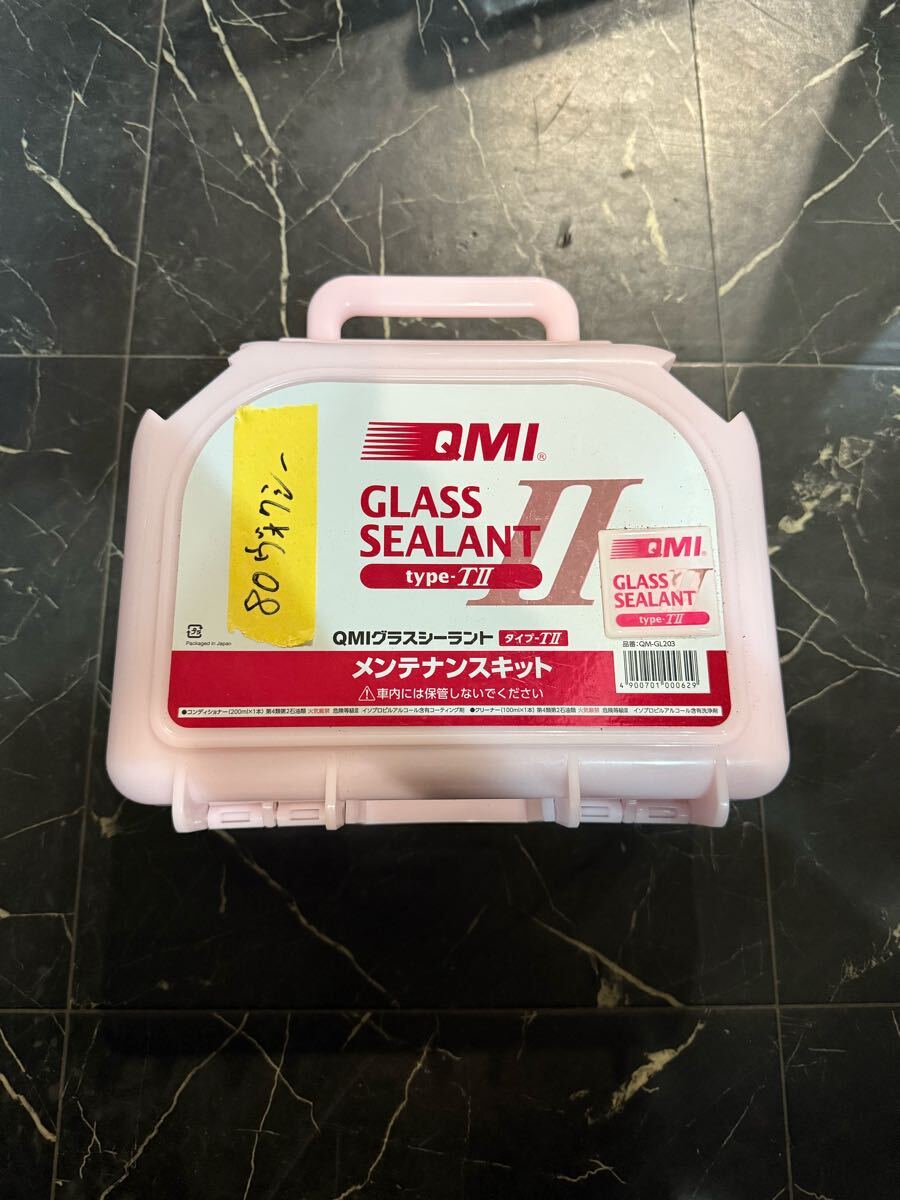 80ヴォクシー
QMI®
GLASS
SEALANT II
type-TII
QMI®
GLASS
SEALANT II
type-TII
Packaged in Japan
QMIグラスシーラント タイプ-TII
品番:QM-GL203
メンテナンスキット
⚠車内には保管しないでください
4 900701 000629
●コンディショナー(200ml×1本) 第4類第2石油類 火気厳禁 危険等級Ⅲ イソプロピルアルコール含有コーティング剤 ●クリーナー(100ml×1本) 第4類第2石油類 火気厳禁 危険等級Ⅲ イソプロピルアルコール含有洗浄剤